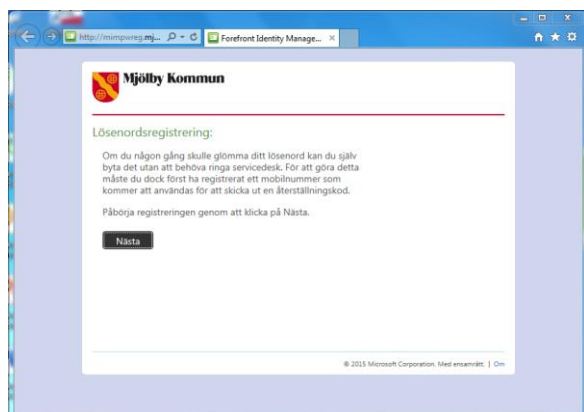 http://mimpwreg.mj...
Forefront Identity Manage...
Mjölby Kommun
Lösenordsregistrering:
Om du någon gång skulle glömma ditt lösenord kan du själv
byta det utan att behöva ringa servicedesk. För att göra detta
måste du dock först ha registrerat ett mobilnummer som
kommer att användas för att skicka ut en återställningskod.
Påbörja registreringen genom att klicka på Nästa.
Nästa
© 2015 Microsoft Corporation. Med ensamrätt. | Om